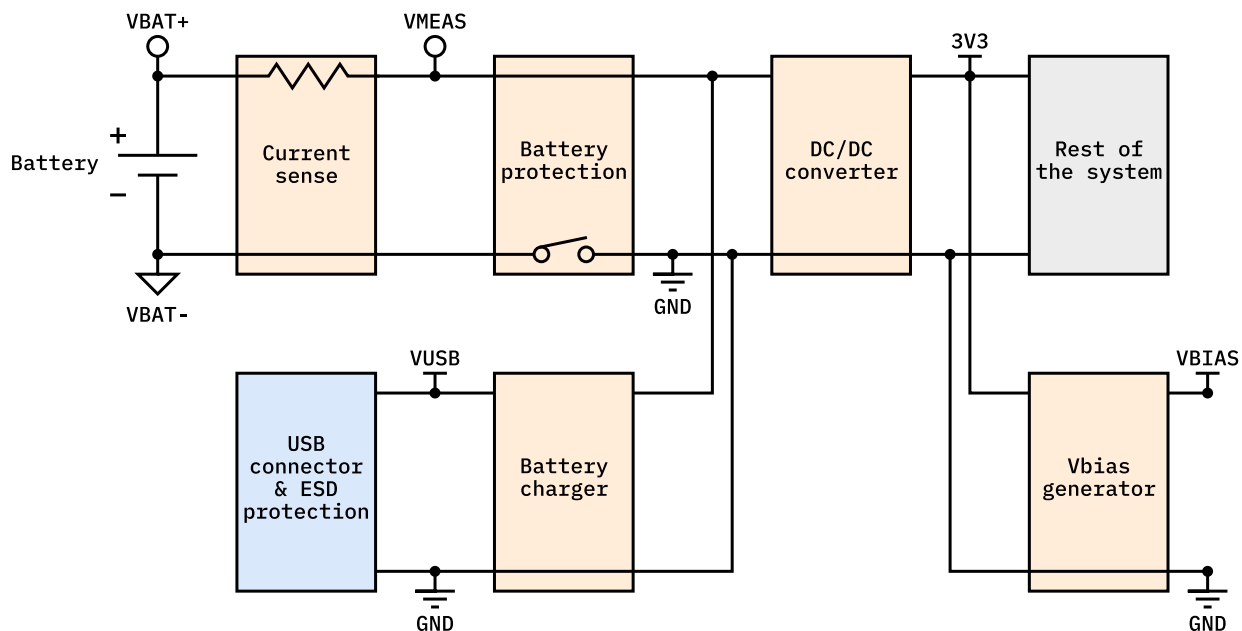 VBAT+
VMEAS
3V3
+
Battery
−
Current
sense
Battery
protection
DC/DC
converter
Rest of
the system
VBAT-
GND
VUSB
VBIAS
USB
connector
& ESD
protection
Battery
charger
Vbias
generator
GND
GND